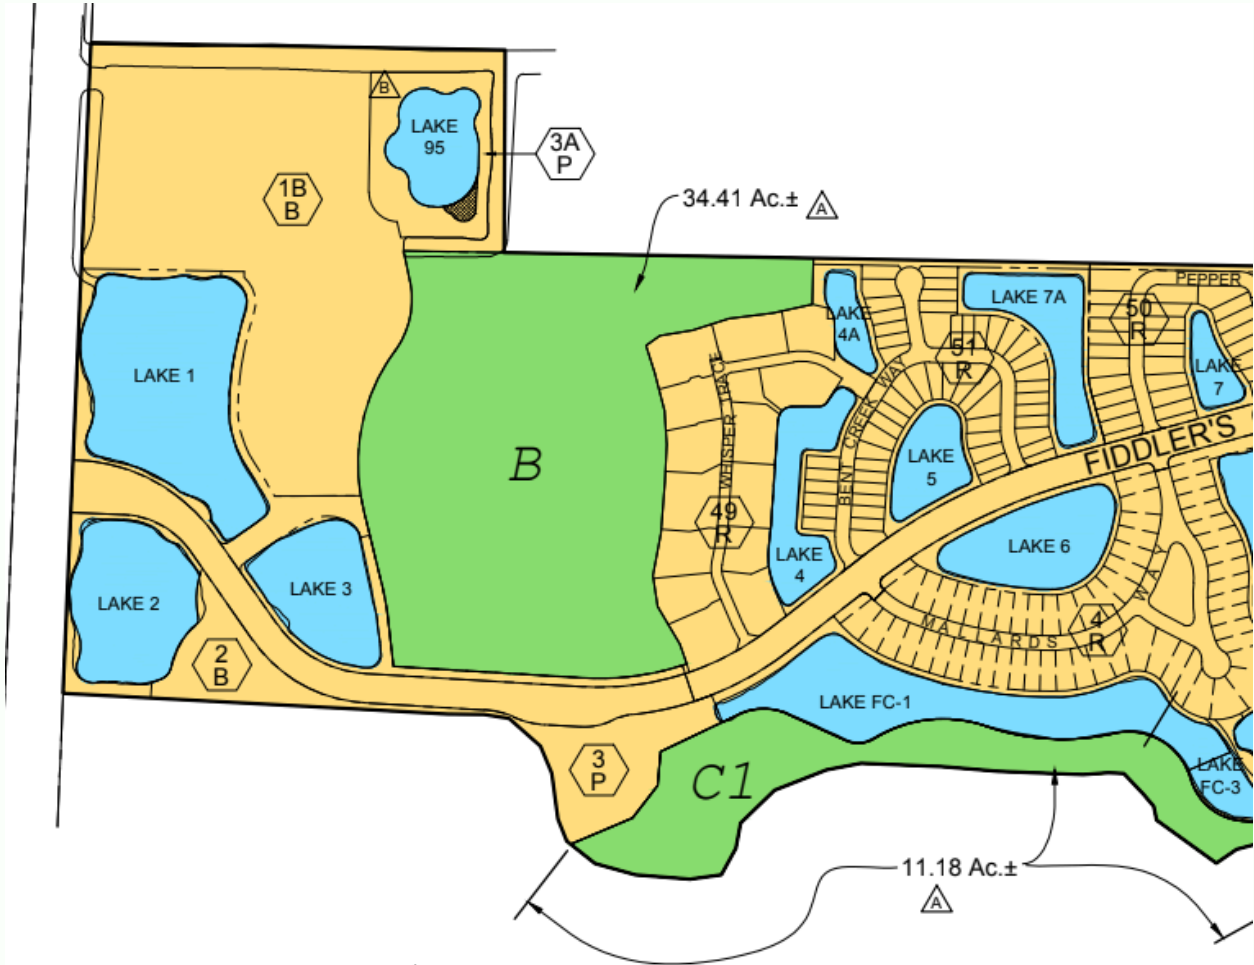 B
LAKE
95
3A
P
1B
B
34.41 Ac.± A
PEPPER
LAKE
4A
LAKE 7A
50
R
51
R
LAKE
7
LAKE 1
WHISPER TRACE
BENT CREEK WAY
FIDDLER'S
B
LAKE
5
49
R
LAKE
4
LAKE 6
WAY
LAKE 2
LAKE 3
MALLARDS
4
R
2
B
LAKE FC-1
3
P
C1
LAKE
FC-3
11.18 Ac.±
A